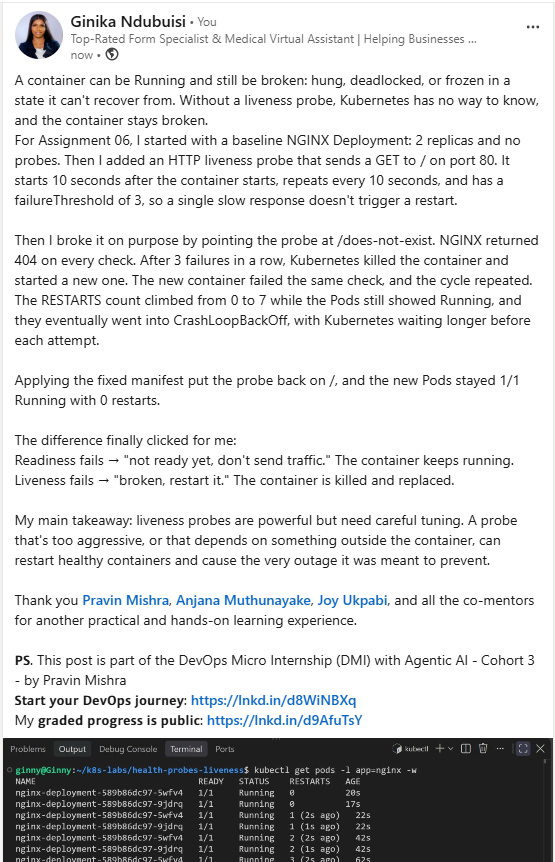 Ginika Ndubuisi • You
Top-Rated Form Specialist & Medical Virtual Assistant | Helping Businesses ...
now •
A container can be Running and still be broken: hung, deadlocked, or frozen in a
state it can't recover from. Without a liveness probe, Kubernetes has no way to know,
and the container stays broken.
For Assignment 06, I started with a baseline NGINX Deployment: 2 replicas and no
probes. Then I added an HTTP liveness probe that sends a GET to / on port 80. It
starts 10 seconds after the container starts, repeats every 10 seconds, and has a
failureThreshold of 3, so a single slow response doesn't trigger a restart.
Then I broke it on purpose by pointing the probe at /does-not-exist. NGINX returned
404 on every check. After 3 failures in a row, Kubernetes killed the container and
started a new one. The new container failed the same check, and the cycle repeated.
The RESTARTS count climbed from 0 to 7 while the Pods still showed Running, and
they eventually went into CrashLoopBackOff, with Kubernetes waiting longer before
each attempt.
Applying the fixed manifest put the probe back on /, and the new Pods stayed 1/1
Running with 0 restarts.
The difference finally clicked for me:
Readiness fails → "not ready yet, don't send traffic." The container keeps running.
Liveness fails → "broken, restart it." The container is killed and replaced.
My main takeaway: liveness probes are powerful but need careful tuning. A probe
that's too aggressive, or that depends on something outside the container, can
restart healthy containers and cause the very outage it was meant to prevent.
Thank you Pravin Mishra, Anjana Muthunayake, Joy Ukpabi, and all the co-mentors
for another practical and hands-on learning experience.
PS. This post is part of the DevOps Micro Internship (DMI) with Agentic AI - Cohort 3
- by Pravin Mishra
Start your DevOps journey: https://lnkd.in/d8WiNBXq
My graded progress is public: https://lnkd.in/d9AfuTsY
Problems Output Debug Console Terminal Ports kubectl
ginny@Ginny:~/k8s-labs/health-probes-liveness$ kubectl get pods -l app=nginx -w
NAME READY STATUS RESTARTS AGE
nginx-deployment-589b86dc97-5wfv4 1/1 Running 0 20s
nginx-deployment-589b86dc97-9jdrq 1/1 Running 0 17s
nginx-deployment-589b86dc97-5wfv4 1/1 Running 1 (2s ago) 22s
nginx-deployment-589b86dc97-9jdrq 1/1 Running 1 (1s ago) 22s
nginx-deployment-589b86dc97-5wfv4 1/1 Running 2 (2s ago) 42s
nginx-deployment-589b86dc97-9jdrq 1/1 Running 2 (1s ago) 42s
nginx-deployment-589b86dc97-5wfv4 1/1 Running 3 (2s ago) 62s